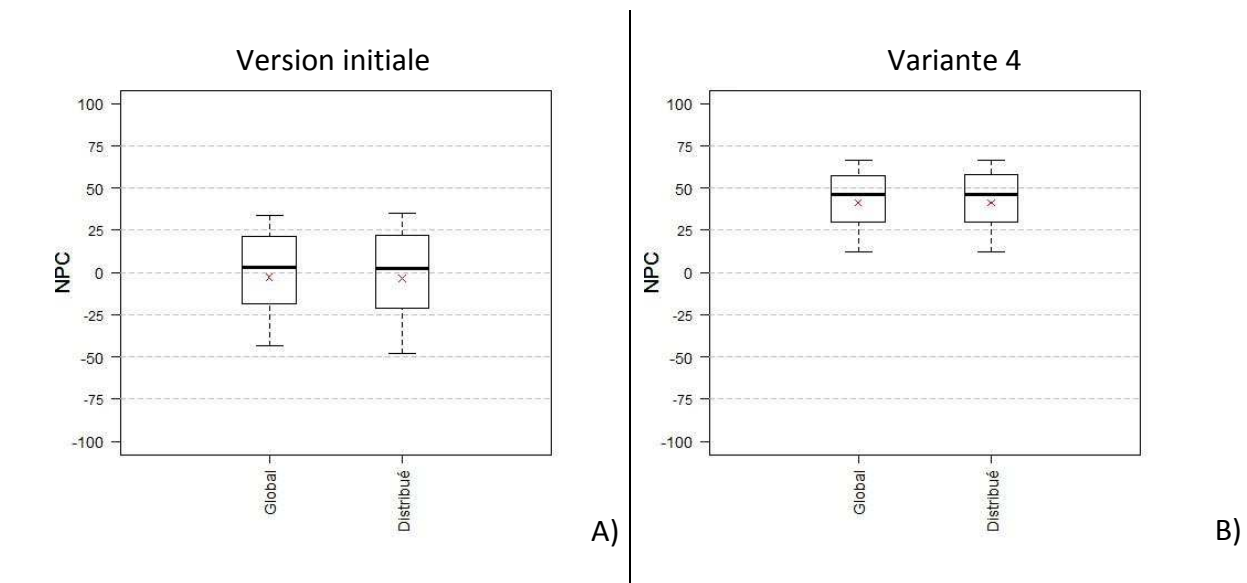 Version initiale
NPC
100
75
50
25
0
-25
-50
-75
-100
Global
Distribué
A)
Variante 4
NPC
100
75
50
25
0
-25
-50
-75
-100
Global
Distribué
B)